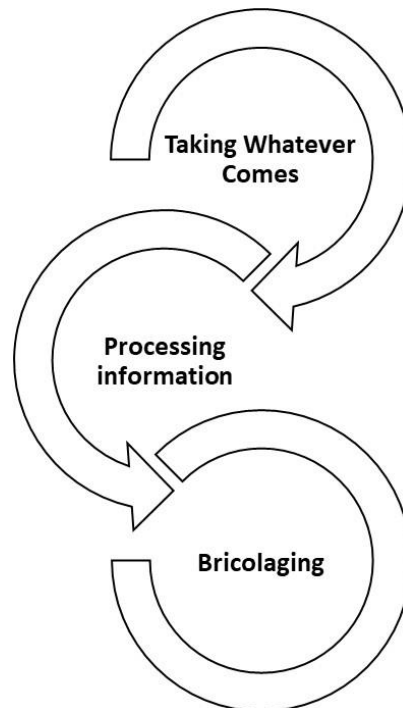 Taking Whatever
Comes
Processing
information
Bricolaging